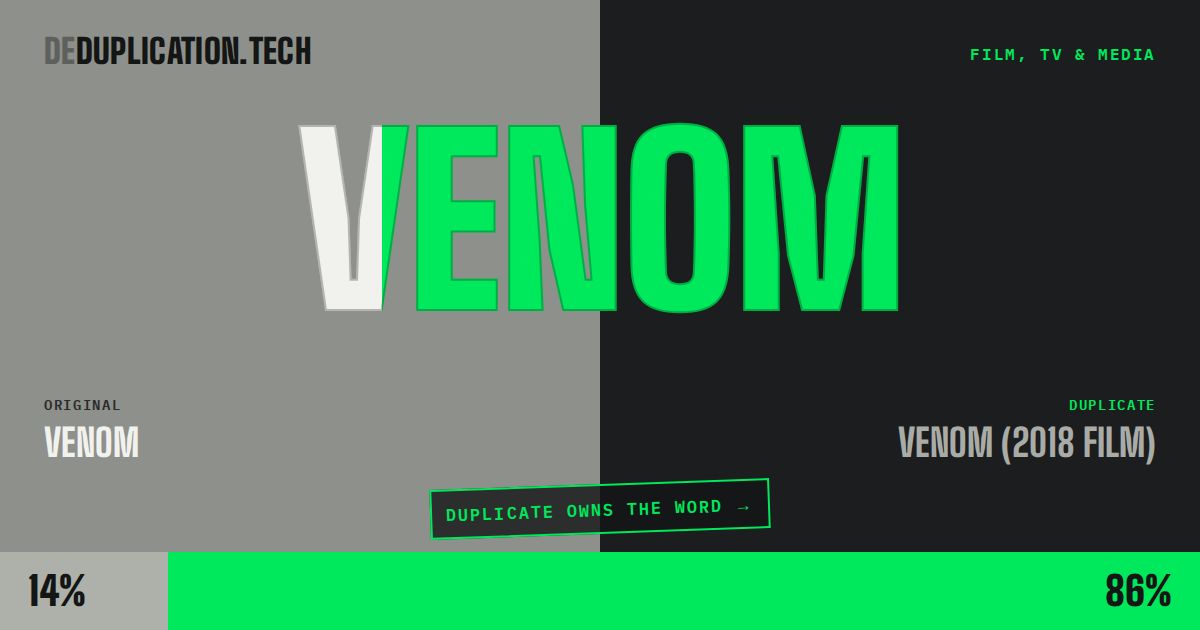 DEDUPLICATION.TECH
FILM, TV & MEDIA
VENOM
ORIGINAL
VENOM
DUPLICATE
VENOM (2018 FILM)
DUPLICATE OWNS THE WORD →
14%
86%